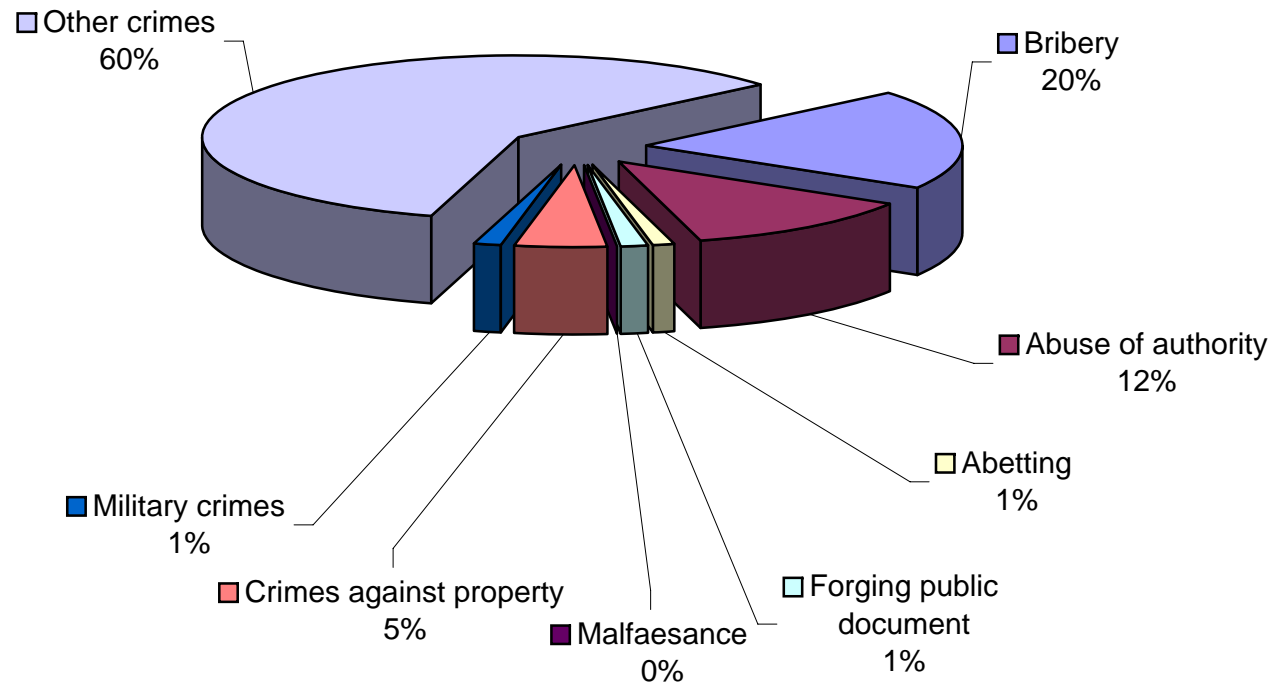 Other crimes
60%
Bribery
20%
Abuse of authority
12%
Abetting
1%
Military crimes
1%
Crimes against property
5%
Malfaesance
0%
Forging public
document
1%